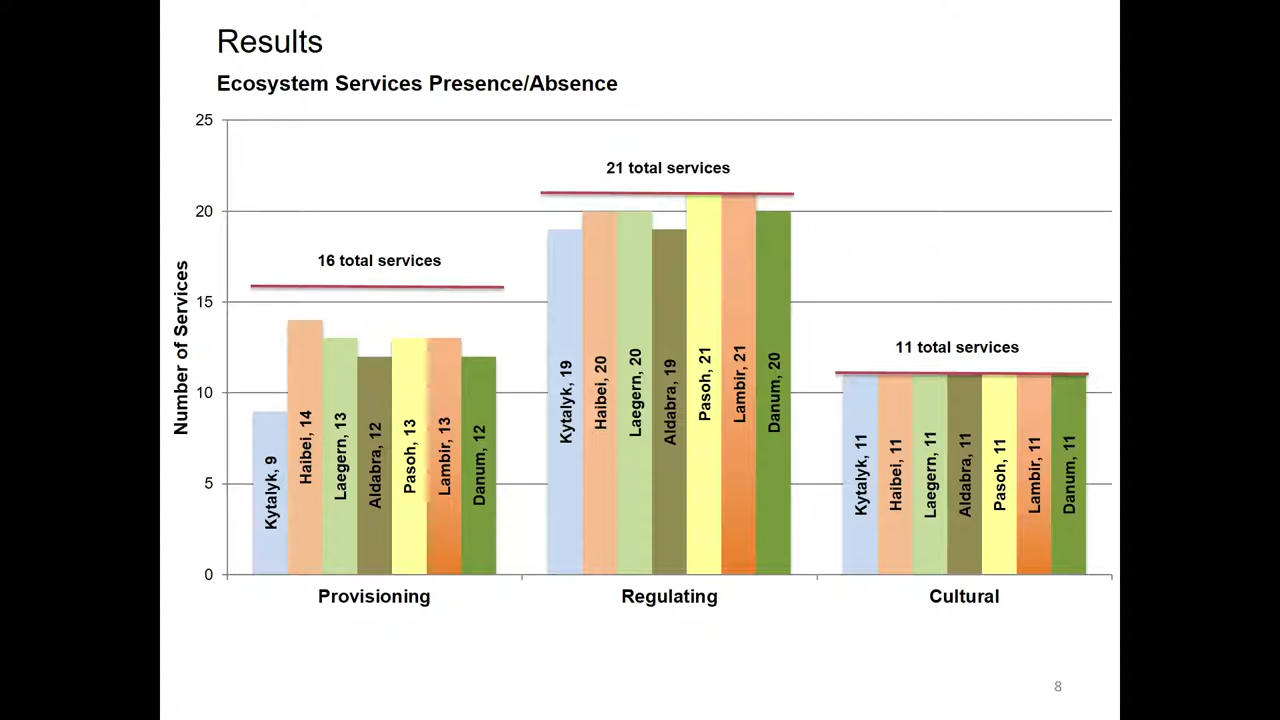 Results
Ecosystem Services Presence/Absence
Number of Services
25
20
15
10
5
0
16 total services
21 total services
11 total services
Kytalyk, 9
Haibei, 14
Laegern, 13
Aldabra, 12
Pasoh, 13
Lambir, 13
Danum, 12
Kytalyk, 19
Haibei, 20
Laegern, 20
Aldabra, 19
Pasoh, 21
Lambir, 21
Danum, 20
Kytalyk, 11
Haibei, 11
Laegern, 11
Aldabra, 11
Pasoh, 11
Lambir, 11
Danum, 11
Provisioning
Regulating
Cultural
8